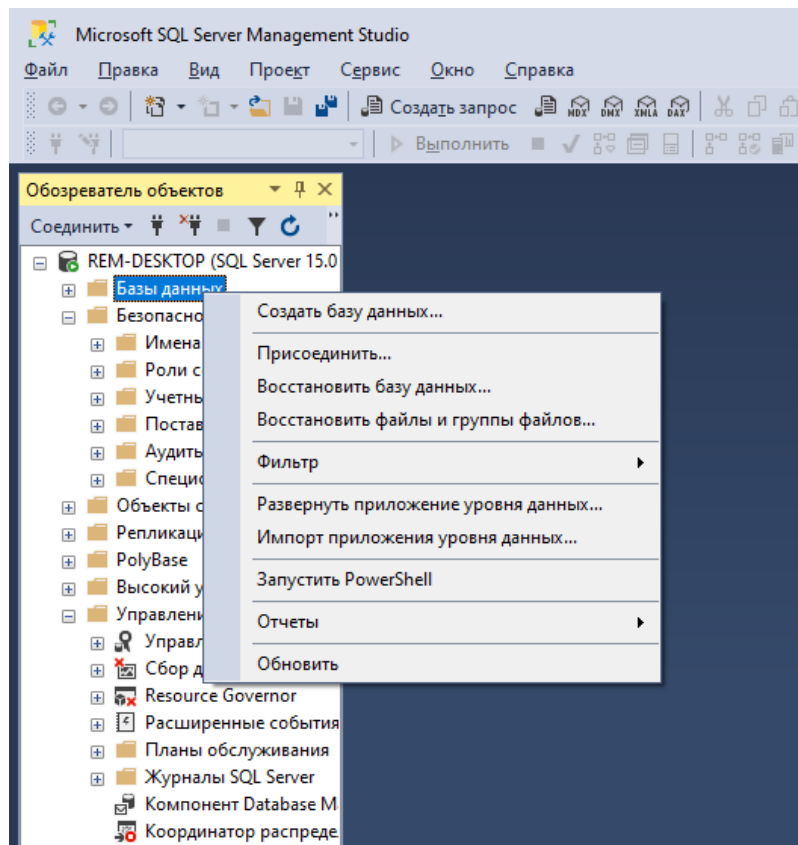 Microsoft SQL Server Management Studio
Файл Правка Вид Проект Сервис Окно Справка
Создать запрос MDX DMX XMLA DAX
Выполнить
Обозреватель объектов
Соединить
REM-DESKTOP (SQL Server 15.0
Базы данных
Создать базу данных...
Безопасно
Имена
Присоединить...
Роли с
Восстановить базу данных...
Учетны
Восстановить файлы и группы файлов...
Постав
Аудиты
Фильтр
Специф
Объекты с
Развернуть приложение уровня данных...
Репликаци
Импорт приложения уровня данных...
PolyBase
Запустить PowerShell
Высокий у
Управлени
Отчеты
Управл
Сбор д
Обновить
Resource Governor
Расширенные события
Планы обслуживания
Журналы SQL Server
Компонент Database M
Координатор распреде